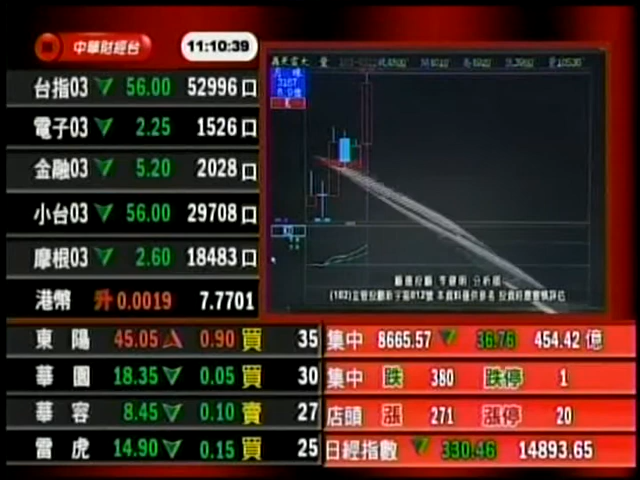 中華財經台
11:10:39
台指03 56.00 52996口
電子03 2.25 1526口
金融03 5.20 2028口
小台03 56.00 29708口
摩根03 2.60 18483口
港幣 升0.0019 7.7701
東陽 45.05 0.90 買 35
華園 18.35 0.05 買 30
華容 8.45 0.10 賣 27
雷虎 14.90 0.15 買 25
集中 8665.57 36.76 454.42億
集中 跌 380 跌停 1
店頭 漲 271 漲停 20
日經指數 330.46 14893.65